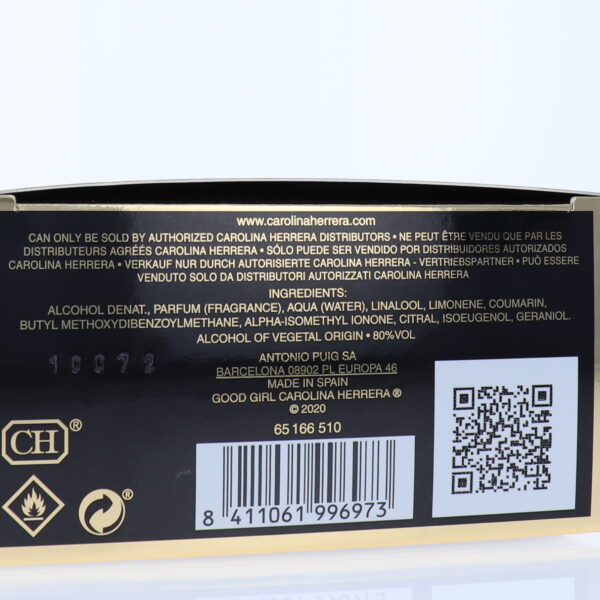 www.carolinaherrera.com
CAN ONLY BE SOLD BY AUTHORIZED CAROLINA HERRERA DISTRIBUTORS • NE PEUT ÊTRE VENDU QUE PAR LES
DISTRIBUTEURS AGRÉÉS CAROLINA HERRERA • SÓLO PUEDE SER VENDIDO POR DISTRIBUIDORES AUTORIZADOS
CAROLINA HERRERA • VERKAUF NUR DURCH AUTORISIERTE CAROLINA HERRERA - VERTRIEBSPARTNER • PUÒ ESSERE
VENDUTO SOLO DA DISTRIBUTORI AUTORIZZATI CAROLINA HERRERA
INGREDIENTS:
ALCOHOL DENAT., PARFUM (FRAGRANCE), AQUA (WATER), LINALOOL, LIMONENE, COUMARIN,
BUTYL METHOXYDIBENZOYLMETHANE, ALPHA-ISOMETHYL IONONE, CITRAL, ISOEUGENOL, GERANIOL.
ALCOHOL OF VEGETAL ORIGIN • 80%VOL
10072
ANTONIO PUIG SA
BARCELONA 08902 PL EUROPA 46
MADE IN SPAIN
GOOD GIRL CAROLINA HERRERA ®
© 2020
65166510
CH®
®
8 411061 996973